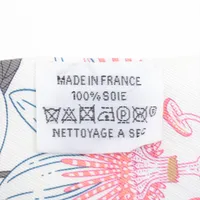 MADE IN FRANCE
100% SOIE
NETTOYAGE A SEC